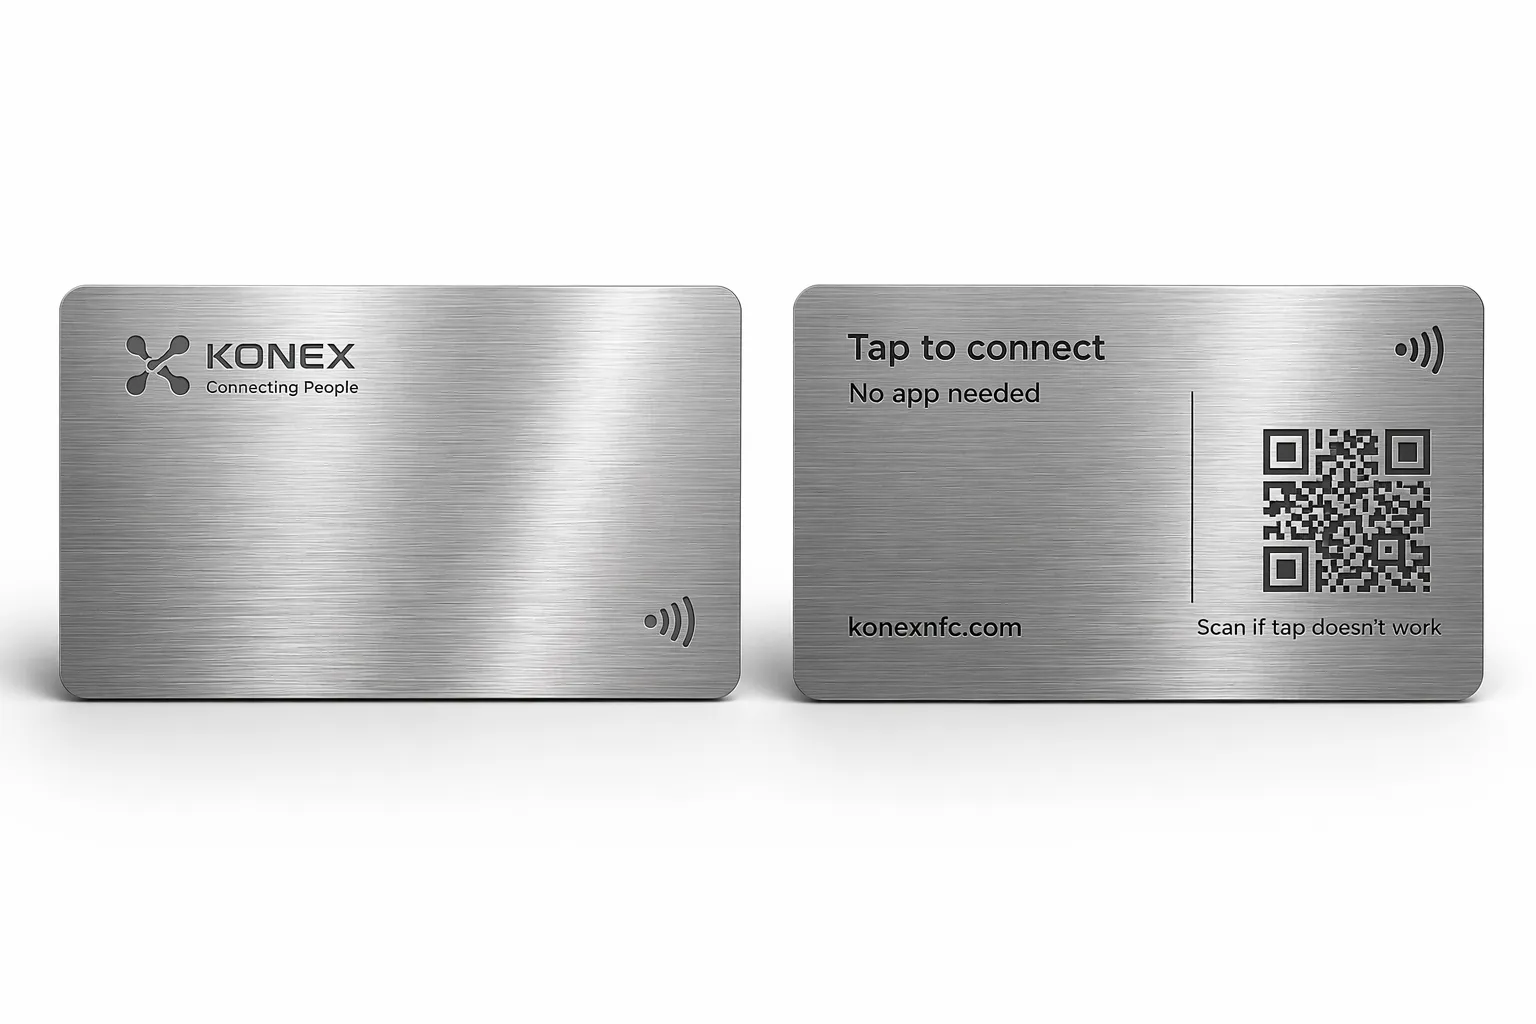 KONEX
Connecting People
Tap to connect
No app needed
konexnfc.com
Scan if tap doesn't work